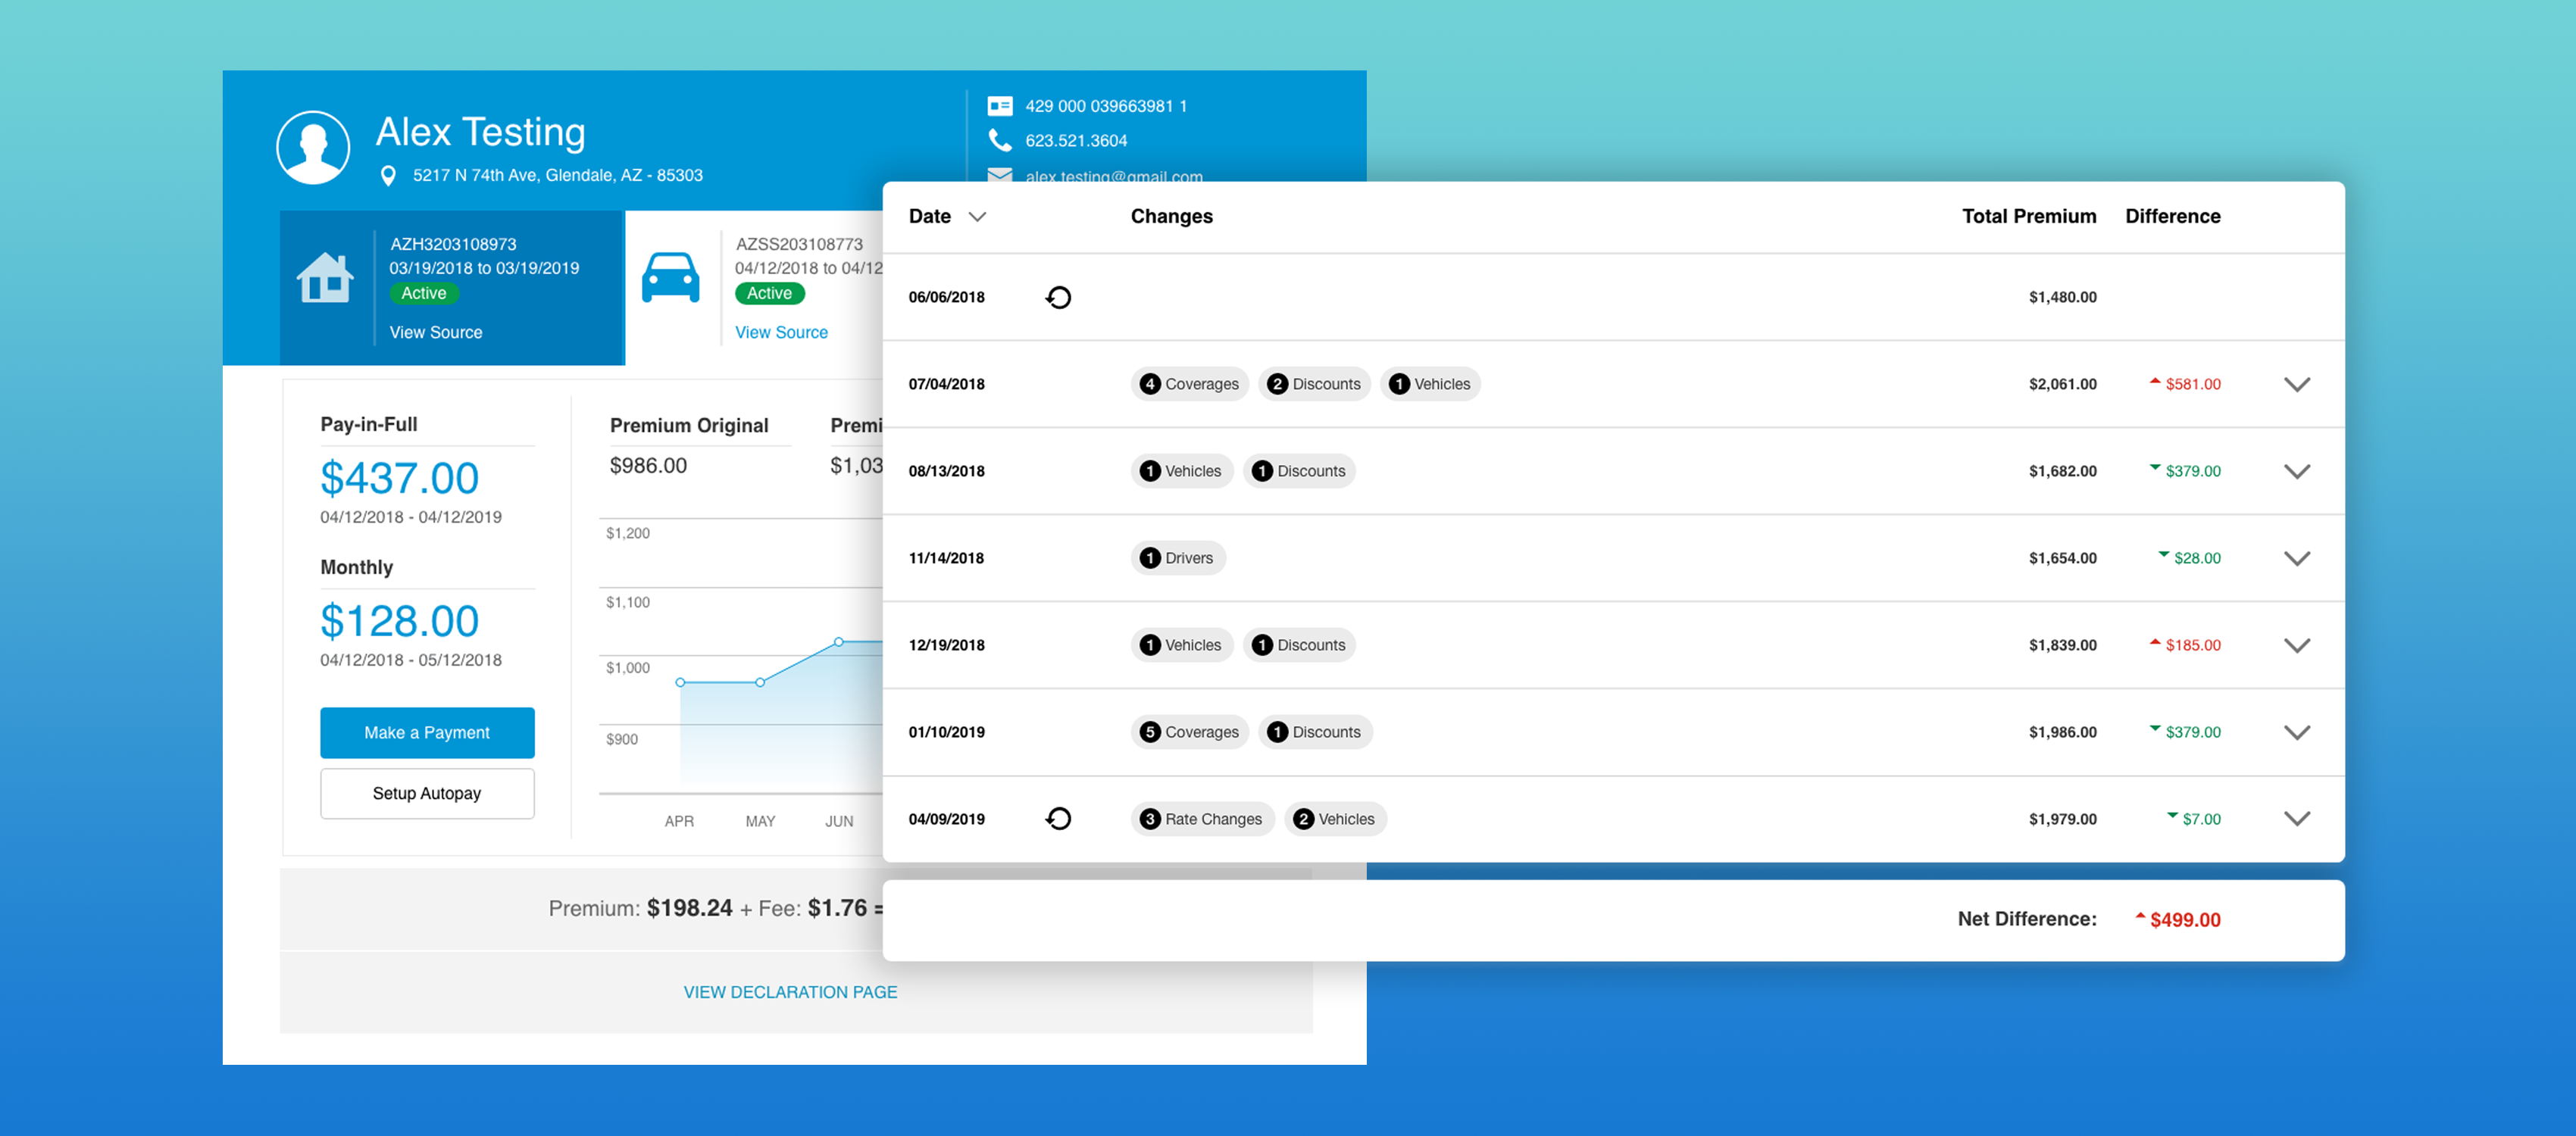 Alex Testing
5217 N 74th Ave, Glendale, AZ - 85303
429 000 039663981 1
623.521.3604
alex.testing@gmail.com
AZH3203108973
03/19/2018 to 03/19/2019
Active
View Source
AZSS203108773
04/12/2018 to 04/12
Active
View Source
Pay-in-Full
$437.00
04/12/2018 - 04/12/2019
Monthly
$128.00
04/12/2018 - 05/12/2018
Make a Payment
Setup Autopay
Premium Original
$986.00
$1,200
$1,100
$1,000
$900
APR MAY JUN
Premium: $198.24 + Fee: $1.76 =
VIEW DECLARATION PAGE
Date Changes Total Premium Difference
06/06/2018 $1,480.00
07/04/2018 4 Coverages 2 Discounts 1 Vehicles $2,061.00 $581.00
08/13/2018 1 Vehicles 1 Discounts $1,682.00 $379.00
11/14/2018 1 Drivers $1,654.00 $28.00
12/19/2018 1 Vehicles 1 Discounts $1,839.00 $185.00
01/10/2019 5 Coverages 1 Discounts $1,986.00 $379.00
04/09/2019 3 Rate Changes 2 Vehicles $1,979.00 $7.00
Net Difference: $499.00